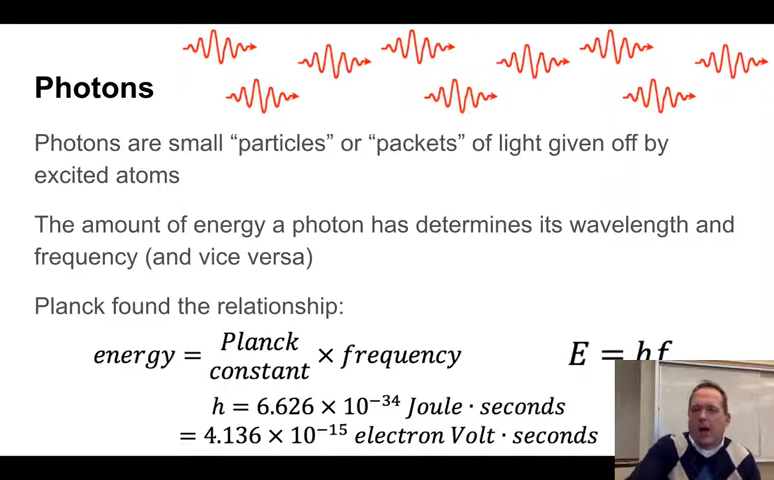 Photons
Photons are small “particles” or “packets” of light given off by
excited atoms
The amount of energy a photon has determines its wavelength and
frequency (and vice versa)
Planck found the relationship:
energy = Planck constant × frequency
E = hf
h = 6.626 × 10⁻³⁴ Joule · seconds
= 4.136 × 10⁻¹⁵ electron Volt · seconds